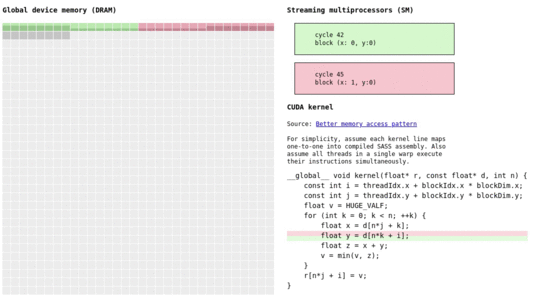 Global device memory (DRAM)
Streaming multiprocessors (SM)
cycle 42
block (x: 0, y:0)
cycle 45
block (x: 1, y:0)
CUDA kernel
Source: Better memory access pattern
For simplicity, assume each kernel line maps
one-to-one into compiled SASS assembly. Also
assume all threads in a single warp execute
their instructions simultaneously.
__global__ void kernel(float* r, const float* d, int n) {
    const int i = threadIdx.x + blockIdx.x * blockDim.x;
    const int j = threadIdx.y + blockIdx.y * blockDim.y;
    float v = HUGE_VALF;
    for (int k = 0; k < n; ++k) {
        float x = d[n*j + k];
        float y = d[n*k + i];
        float z = x + y;
        v = min(v, z);
    }
    r[n*j + i] = v;
}